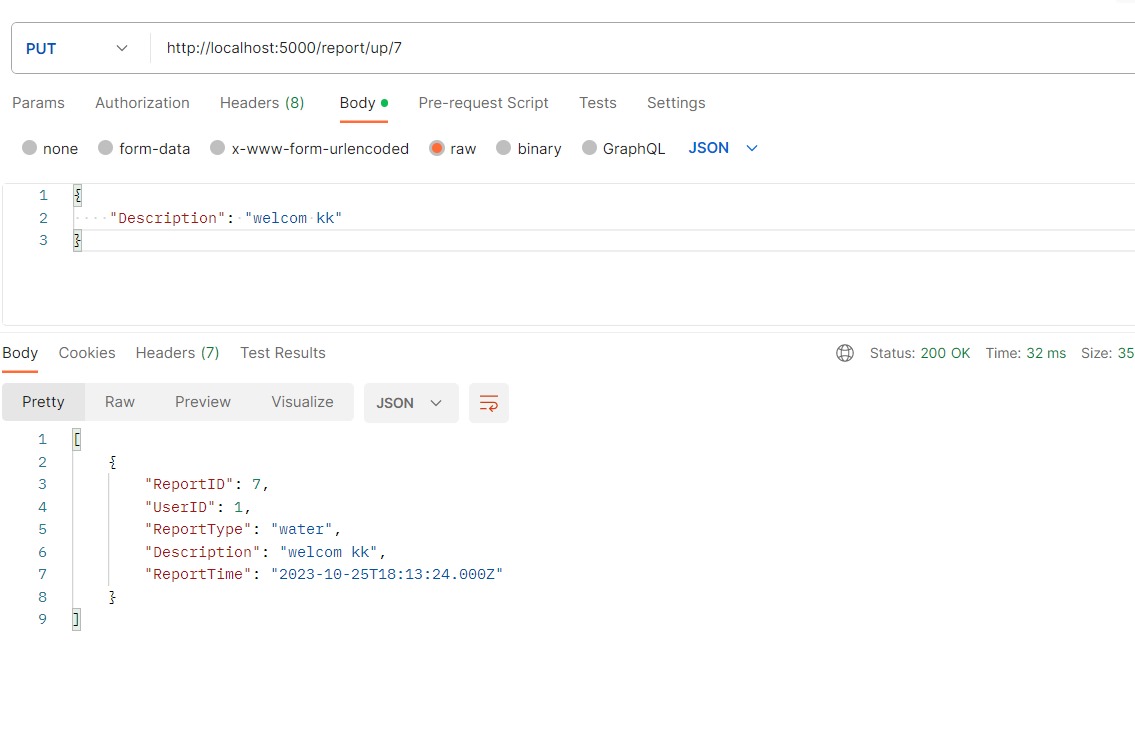 PUT http://localhost:5000/report/up/7
Params Authorization Headers (8) Body Pre-request Script Tests Settings
none form-data x-www-form-urlencoded raw binary GraphQL JSON
1 {
2 "Description": "welcom kk"
3 }
Body Cookies Headers (7) Test Results Status: 200 OK Time: 32 ms Size: 35
Pretty Raw Preview Visualize JSON
1 [
2 {
3 "ReportID": 7,
4 "UserID": 1,
5 "ReportType": "water",
6 "Description": "welcom kk",
7 "ReportTime": "2023-10-25T18:13:24.000Z"
8 }
9 ]